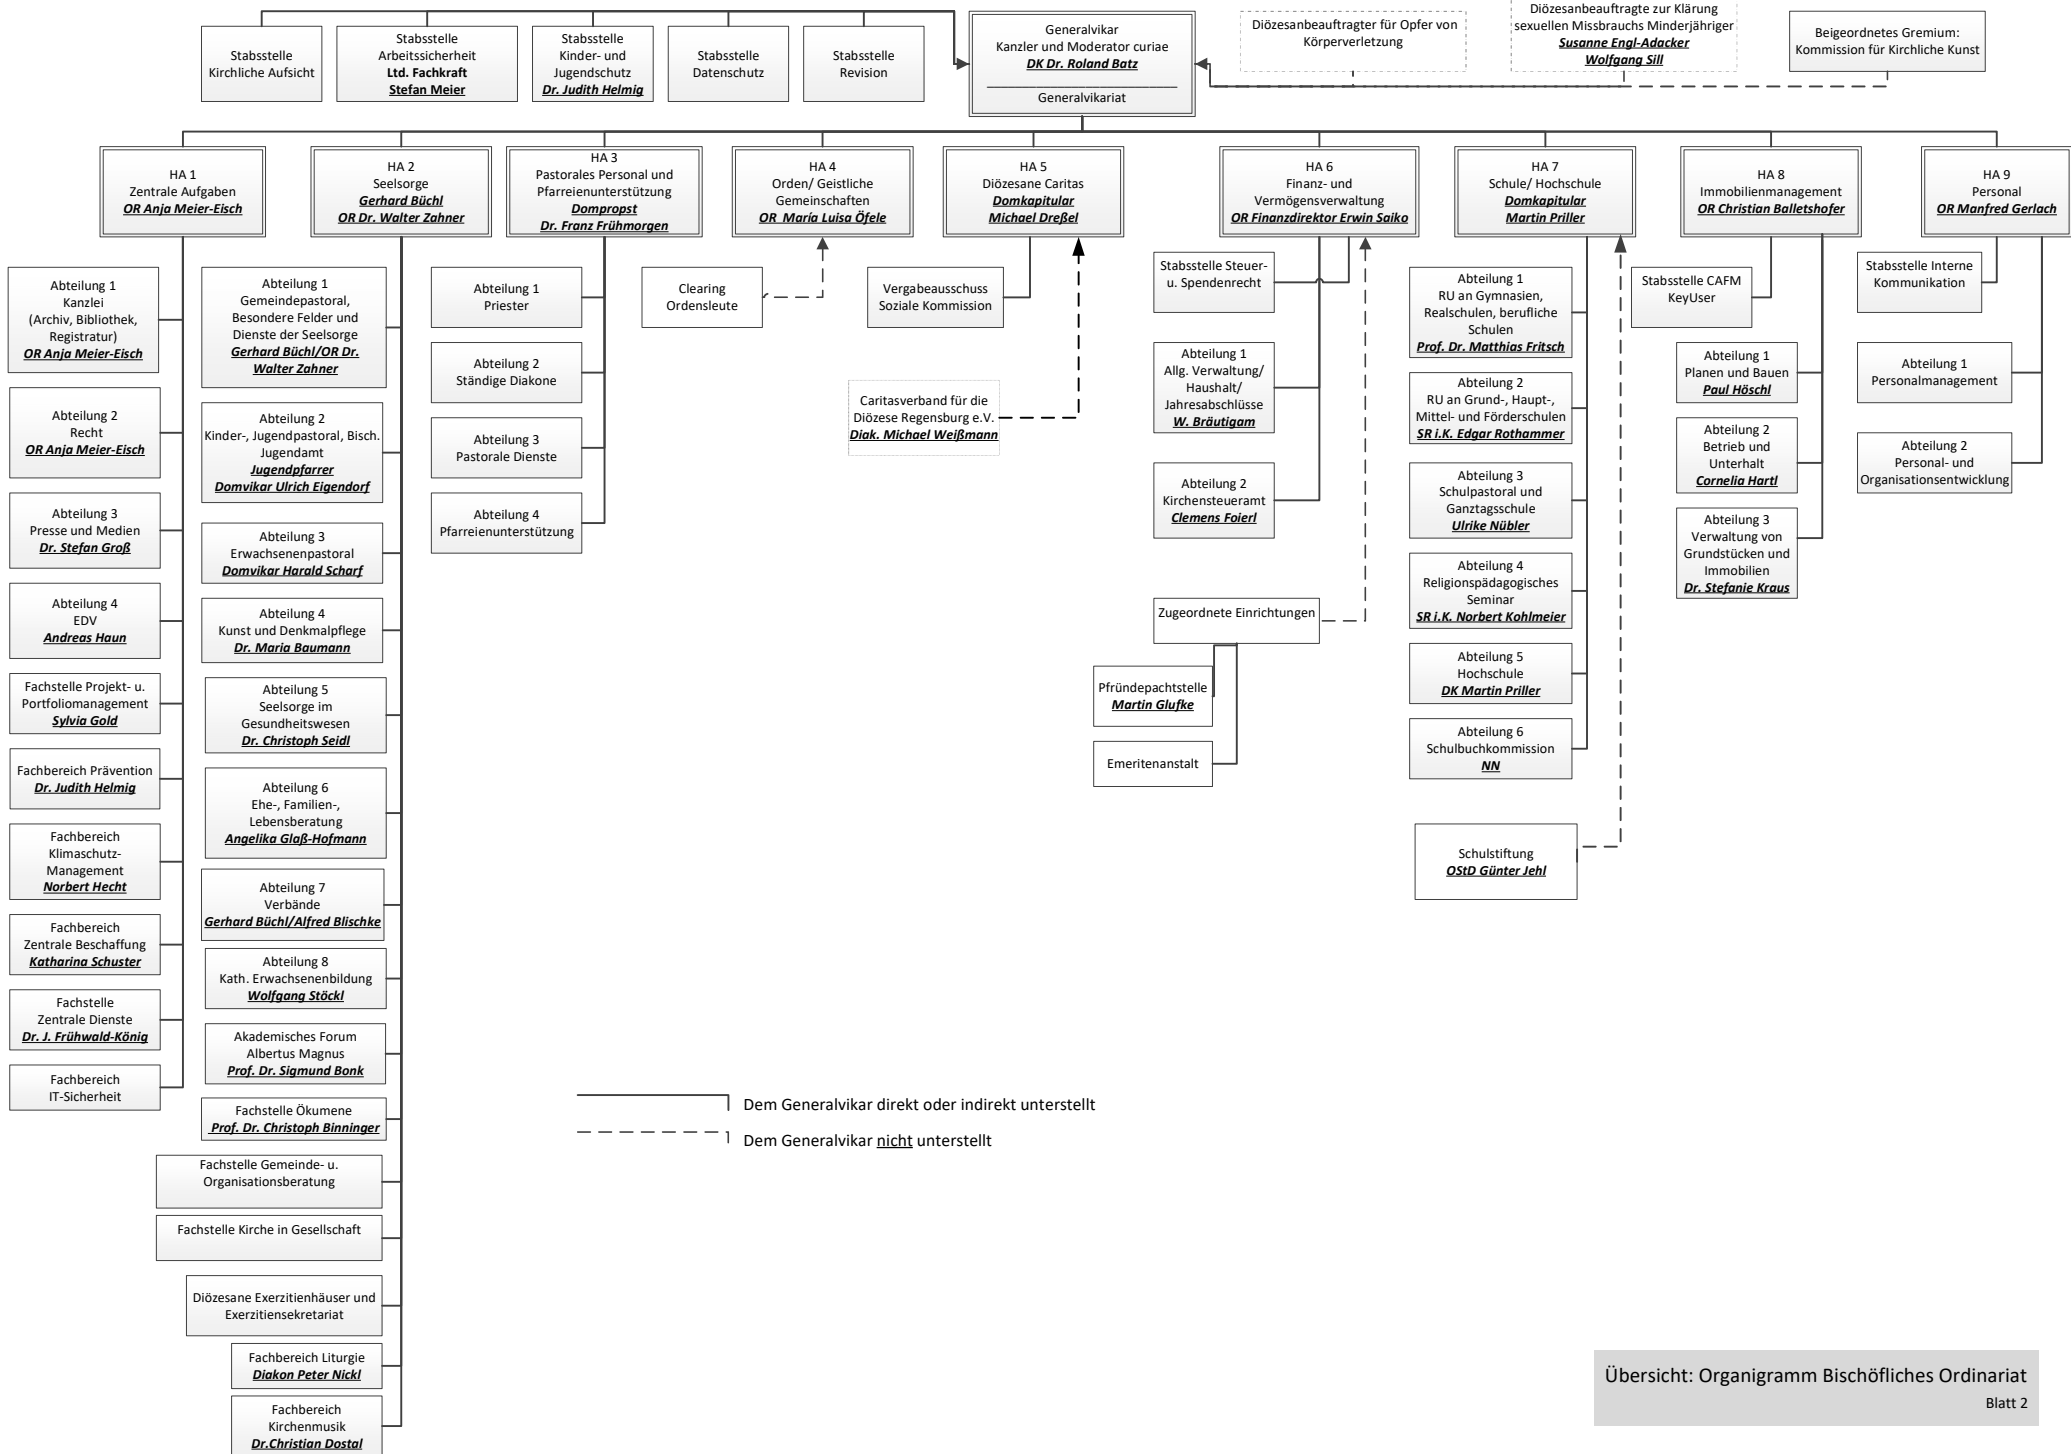 Stabsstelle
Kirchliche Aufsicht
Stabsstelle
Arbeitssicherheit
Ltd. Fachkraft
Stefan Meier
Stabsstelle
Kinder- und
Jugendschutz
Dr. Judith Helmig
Stabsstelle
Datenschutz
Stabsstelle
Revision
Generalvikar
Kanzler und Moderator curiae
DK Dr. Roland Batz
Generalvikariat
Diözesanbeauftragter für Opfer von
Körperverletzung
Diözesanbeauftragte zur Klärung
sexuellen Missbrauchs Minderjähriger
Susanne Engl-Adacker
Wolfgang Sill
Beigeordnetes Gremium:
Kommission für Kirchliche Kunst
HA 1
Zentrale Aufgaben
OR Anja Meier-Eisch
HA 2
Seelsorge
Gerhard Büchl
OR Dr. Walter Zahner
HA 3
Pastorales Personal und
Pfarreienunterstützung
Dompropst
Dr. Franz Frühmorgen
HA 4
Orden/ Geistliche
Gemeinschaften
OR María Luisa Öfele
HA 5
Diözesane Caritas
Domkapitular
Michael Dreßel
HA 6
Finanz- und
Vermögensverwaltung
OR Finanzdirektor Erwin Saiko
HA 7
Schule/ Hochschule
Domkapitular
Martin Priller
HA 8
Immobilienmanagement
OR Christian Balletshofer
HA 9
Personal
OR Manfred Gerlach
Abteilung 1
Kanzlei
(Archiv, Bibliothek,
Registratur)
OR Anja Meier-Eisch
Abteilung 2
Recht
OR Anja Meier-Eisch
Abteilung 3
Presse und Medien
Dr. Stefan Groß
Abteilung 4
EDV
Andreas Haun
Fachstelle Projekt- u.
Portfoliomanagement
Sylvia Gold
Fachbereich Prävention
Dr. Judith Helmig
Fachbereich
Klimaschutz-
Management
Norbert Hecht
Fachbereich
Zentrale Beschaffung
Katharina Schuster
Fachstelle
Zentrale Dienste
Dr. J. Frühwald-König
Fachbereich
IT-Sicherheit
Abteilung 1
Gemeindepastoral,
Besondere Felder und
Dienste der Seelsorge
Gerhard Büchl/OR Dr.
Walter Zahner
Abteilung 2
Kinder-, Jugendpastoral, Bisch.
Jugendamt
Jugendpfarrer
Domvikar Ulrich Eigendorf
Abteilung 3
Erwachsenenpastoral
Domvikar Harald Scharf
Abteilung 4
Kunst und Denkmalpflege
Dr. Maria Baumann
Abteilung 5
Seelsorge im
Gesundheitswesen
Dr. Christoph Seidl
Abteilung 6
Ehe-, Familien-,
Lebensberatung
Angelika Glaß-Hofmann
Abteilung 7
Verbände
Gerhard Büchl/Alfred Blischke
Abteilung 8
Kath. Erwachsenenbildung
Wolfgang Stöckl
Akademisches Forum
Albertus Magnus
Prof. Dr. Sigmund Bonk
Fachstelle Ökumene
Prof. Dr. Christoph Binninger
Fachstelle Gemeinde- u.
Organisationsberatung
Fachstelle Kirche in Gesellschaft
Diözesane Exerzitienhäuser und
Exerzitiensekretariat
Fachbereich Liturgie
Diakon Peter Nickl
Fachbereich
Kirchenmusik
Dr.Christian Dostal
Abteilung 1
Priester
Abteilung 2
Ständige Diakone
Abteilung 3
Pastorale Dienste
Abteilung 4
Pfarreienunterstützung
Clearing
Ordensleute
Vergabeausschuss
Soziale Kommission
Caritasverband für die
Diözese Regensburg e.V.
Diak. Michael Weißmann
Stabsstelle Steuer-
u. Spendenrecht
Abteilung 1
Allg. Verwaltung/
Haushalt/
Jahresabschlüsse
W. Bräutigam
Abteilung 2
Kirchensteueramt
Clemens Foierl
Zugeordnete Einrichtungen
Pfründepachtstelle
Martin Glufke
Emeritenanstalt
Abteilung 1
RU an Gymnasien,
Realschulen, berufliche
Schulen
Prof. Dr. Matthias Fritsch
Abteilung 2
RU an Grund-, Haupt-,
Mittel- und Förderschulen
SR i.K. Edgar Rothammer
Abteilung 3
Schulpastoral und
Ganztagsschule
Ulrike Nübler
Abteilung 4
Religionspädagogisches
Seminar
SR i.K. Norbert Kohlmeier
Abteilung 5
Hochschule
DK Martin Priller
Abteilung 6
Schulbuchkommission
NN
Schulstiftung
OStD Günter Jehl
Stabsstelle CAFM
KeyUser
Abteilung 1
Planen und Bauen
Paul Höschl
Abteilung 2
Betrieb und
Unterhalt
Cornelia Hartl
Abteilung 3
Verwaltung von
Grundstücken und
Immobilien
Dr. Stefanie Kraus
Stabsstelle Interne
Kommunikation
Abteilung 1
Personalmanagement
Abteilung 2
Personal- und
Organisationsentwicklung
Dem Generalvikar direkt oder indirekt unterstellt
Dem Generalvikar nicht unterstellt
Übersicht: Organigramm Bischöfliches Ordinariat
Blatt 2